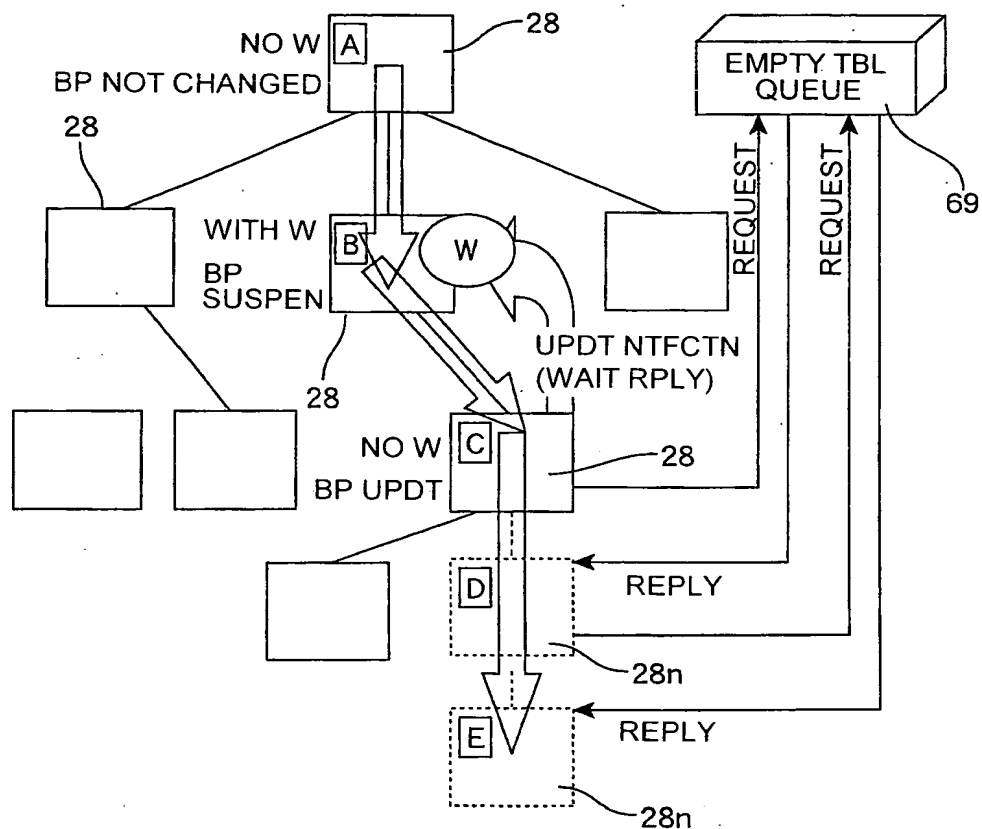 NO W
A
28
BP NOT CHANGED
EMPTY TBL
QUEUE
69
28
WITH W
B
W
BP
SUSPEN
28
REQUEST
REQUEST
UPDT NTFCTN
(WAIT RPLY)
NO W
C
28
BP UPDT
D
REPLY
28n
E
REPLY
28n